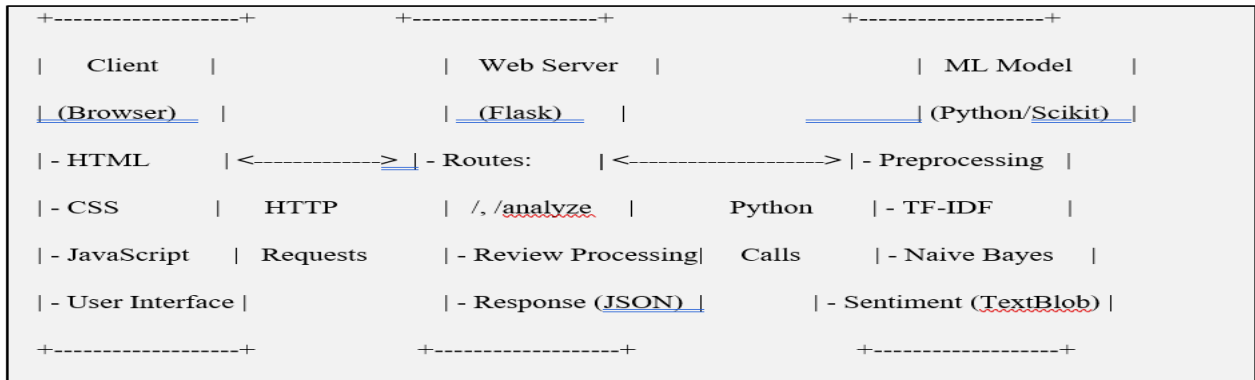 +-------------------+ +-------------------+ +-------------------+
| Client | | Web Server | | ML Model |
| (Browser) | | (Flask) | | (Python/Scikit) |
| - HTML |<------------->| - Routes: |<-------------------->| - Preprocessing |
| - CSS | HTTP | /, /analyze | Python | - TF-IDF |
| - JavaScript | Requests | - Review Processing| Calls | - Naive Bayes |
| - User Interface | | - Response (JSON) | | - Sentiment (TextBlob) |
+-------------------+ +-------------------+ +-------------------+